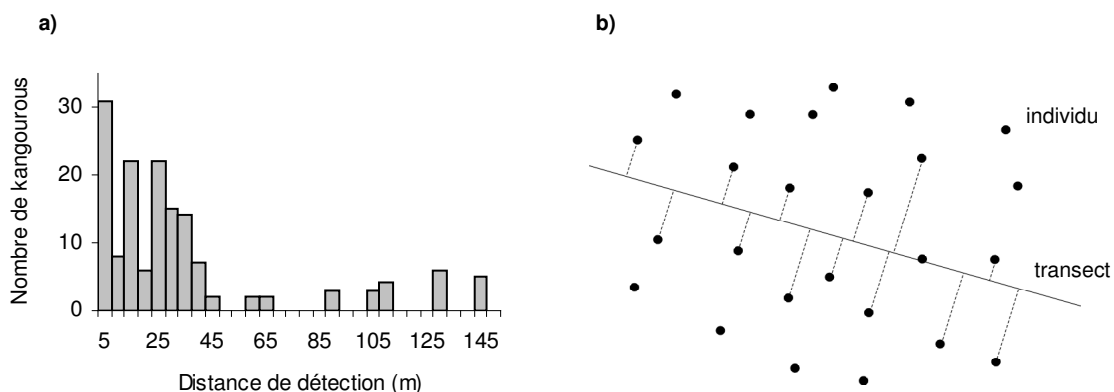 a)
Nombre de kangourous
30
20
10
0
5 25 45 65 85 105 125 145
Distance de détection (m)
b)
individu
transect